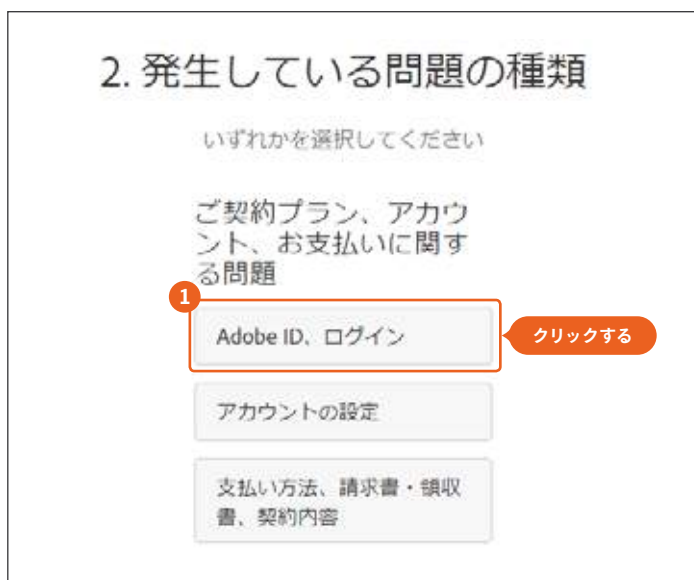 2. 発生している問題の種類
いずれかを選択してください
ご契約プラン、アカウ
ント、お支払いに関す
る問題
1
Adobe ID、ログイン
クリックする
アカウントの設定
支払い方法、請求書・領収
書、契約内容